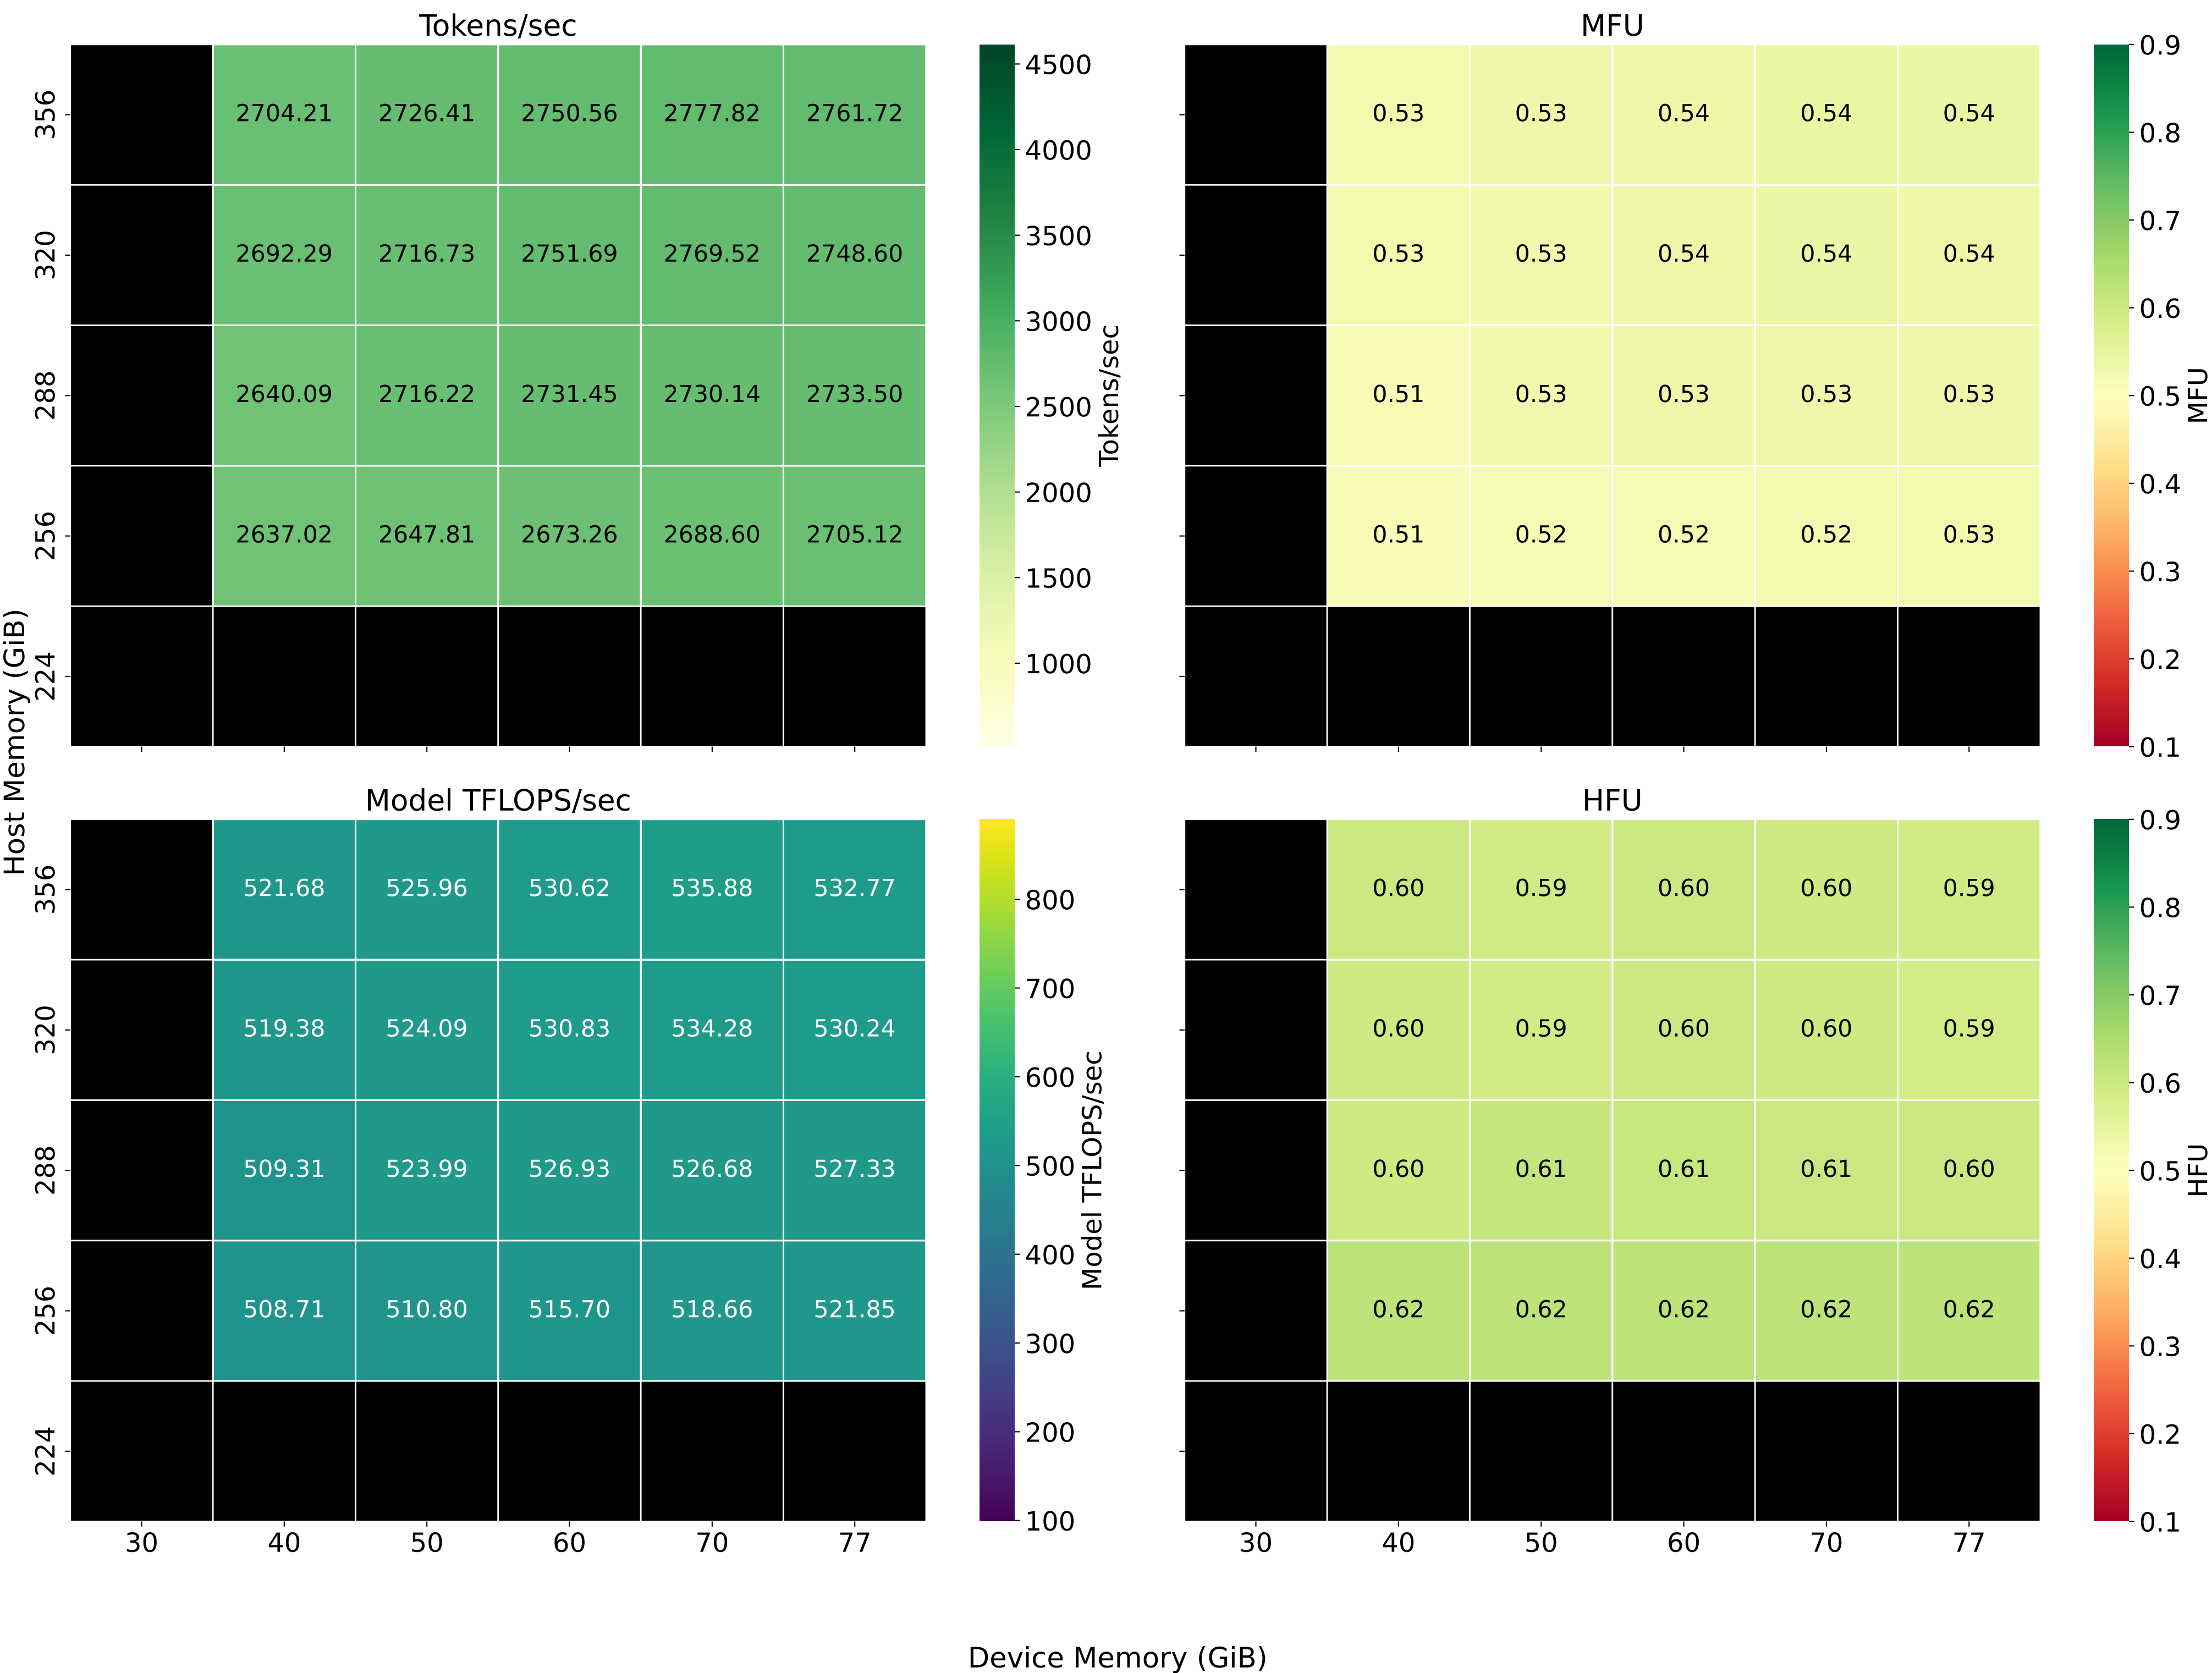 Tokens/sec
356 2704.21 2726.41 2750.56 2777.82 2761.72
320 2692.29 2716.73 2751.69 2769.52 2748.60
288 2640.09 2716.22 2731.45 2730.14 2733.50
256 2637.02 2647.81 2673.26 2688.60 2705.12
224
4500
4000
3500
3000
2500
2000
1500
1000
Tokens/sec
MFU
0.53 0.53 0.54 0.54 0.54
0.53 0.53 0.54 0.54 0.54
0.51 0.53 0.53 0.53 0.53
0.51 0.52 0.52 0.52 0.53
0.9
0.8
0.7
0.6
0.5
0.4
0.3
0.2
0.1
MFU
Host Memory (GiB)
Model TFLOPS/sec
356 521.68 525.96 530.62 535.88 532.77
320 519.38 524.09 530.83 534.28 530.24
288 509.31 523.99 526.93 526.68 527.33
256 508.71 510.80 515.70 518.66 521.85
224
30 40 50 60 70 77
800
700
600
500
400
300
200
100
Model TFLOPS/sec
HFU
0.60 0.59 0.60 0.60 0.59
0.60 0.59 0.60 0.60 0.59
0.60 0.61 0.61 0.61 0.60
0.62 0.62 0.62 0.62 0.62
30 40 50 60 70 77
0.9
0.8
0.7
0.6
0.5
0.4
0.3
0.2
0.1
HFU
Device Memory (GiB)